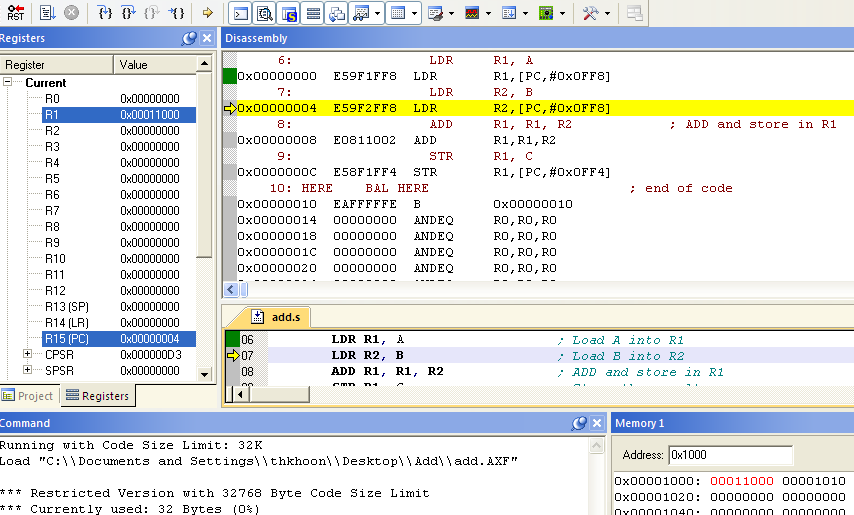 RST
Registers
Register Value
Current
R0 0x00000000
R1 0x00011000
R2 0x00000000
R3 0x00000000
R4 0x00000000
R5 0x00000000
R6 0x00000000
R7 0x00000000
R8 0x00000000
R9 0x00000000
R10 0x00000000
R11 0x00000000
R12 0x00000000
R13 (SP) 0x00000000
R14 (LR) 0x00000000
R15 (PC) 0x00000004
CPSR 0x000000D3
SPSR 0x00000000
Project Registers
Disassembly
6: LDR R1, A
0x00000000 E59F1FF8 LDR R1,[PC,#0x0FF8]
7: LDR R2, B
0x00000004 E59F2FF8 LDR R2,[PC,#0x0FF8]
8: ADD R1, R1, R2 ; ADD and store in R1
0x00000008 E0811002 ADD R1,R1,R2
9: STR R1, C
0x0000000C E58F1FF4 STR R1,[PC,#0x0FF4]
10: HERE BAL HERE ; end of code
0x00000010 EAFFFFFE B 0x00000010
0x00000014 00000000 ANDEQ R0,R0,R0
0x00000018 00000000 ANDEQ R0,R0,R0
0x0000001C 00000000 ANDEQ R0,R0,R0
0x00000020 00000000 ANDEQ R0,R0,R0
add.s
06 LDR R1, A ; Load A into R1
07 LDR R2, B ; Load B into R2
08 ADD R1, R1, R2 ; ADD and store in R1
Command
Running with Code Size Limit: 32K
Load "C:\\Documents and Settings\\thkhoon\\Desktop\\Add\\add.AXF"
*** Restricted Version with 32768 Byte Code Size Limit
*** Currently used: 32 Bytes (0%)
Memory 1
Address: 0x1000
0x00001000: 00011000 00001010
0x00001020: 00000000 00000000
0x00001040: 00000000 00000000